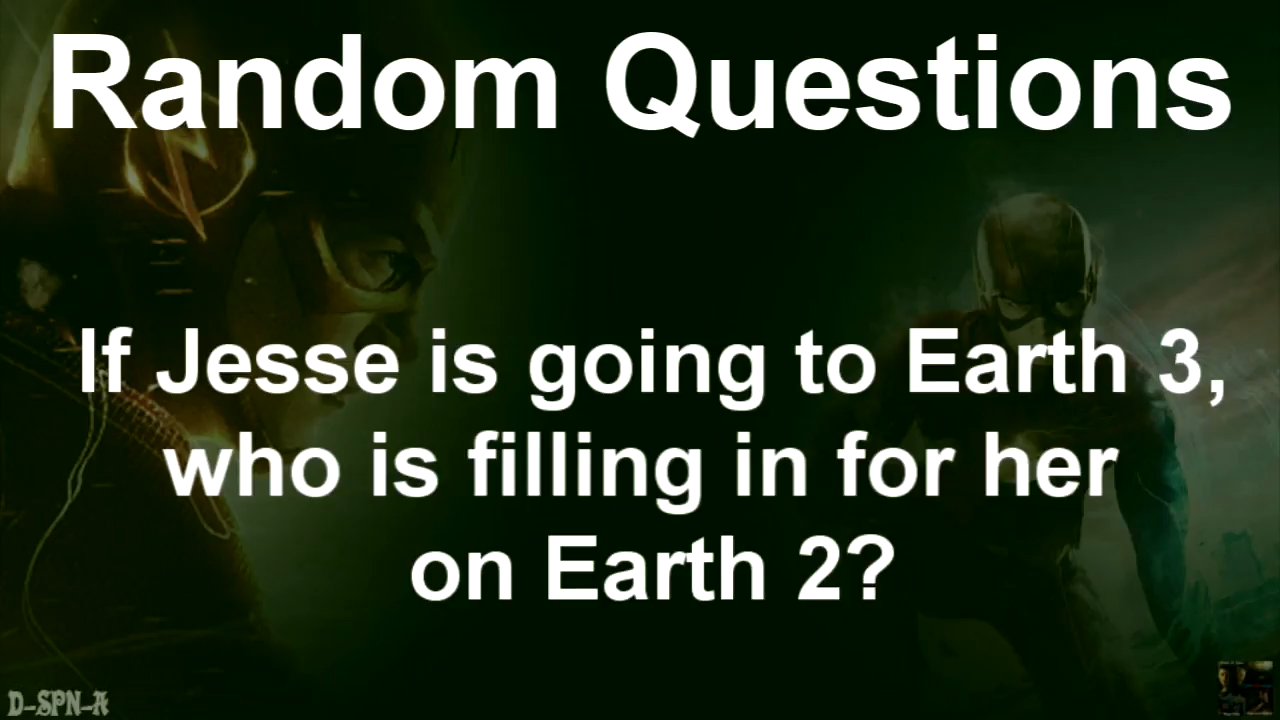 Random Questions
If Jesse is going to Earth 3,
who is filling in for her
on Earth 2?
D-SPN-A